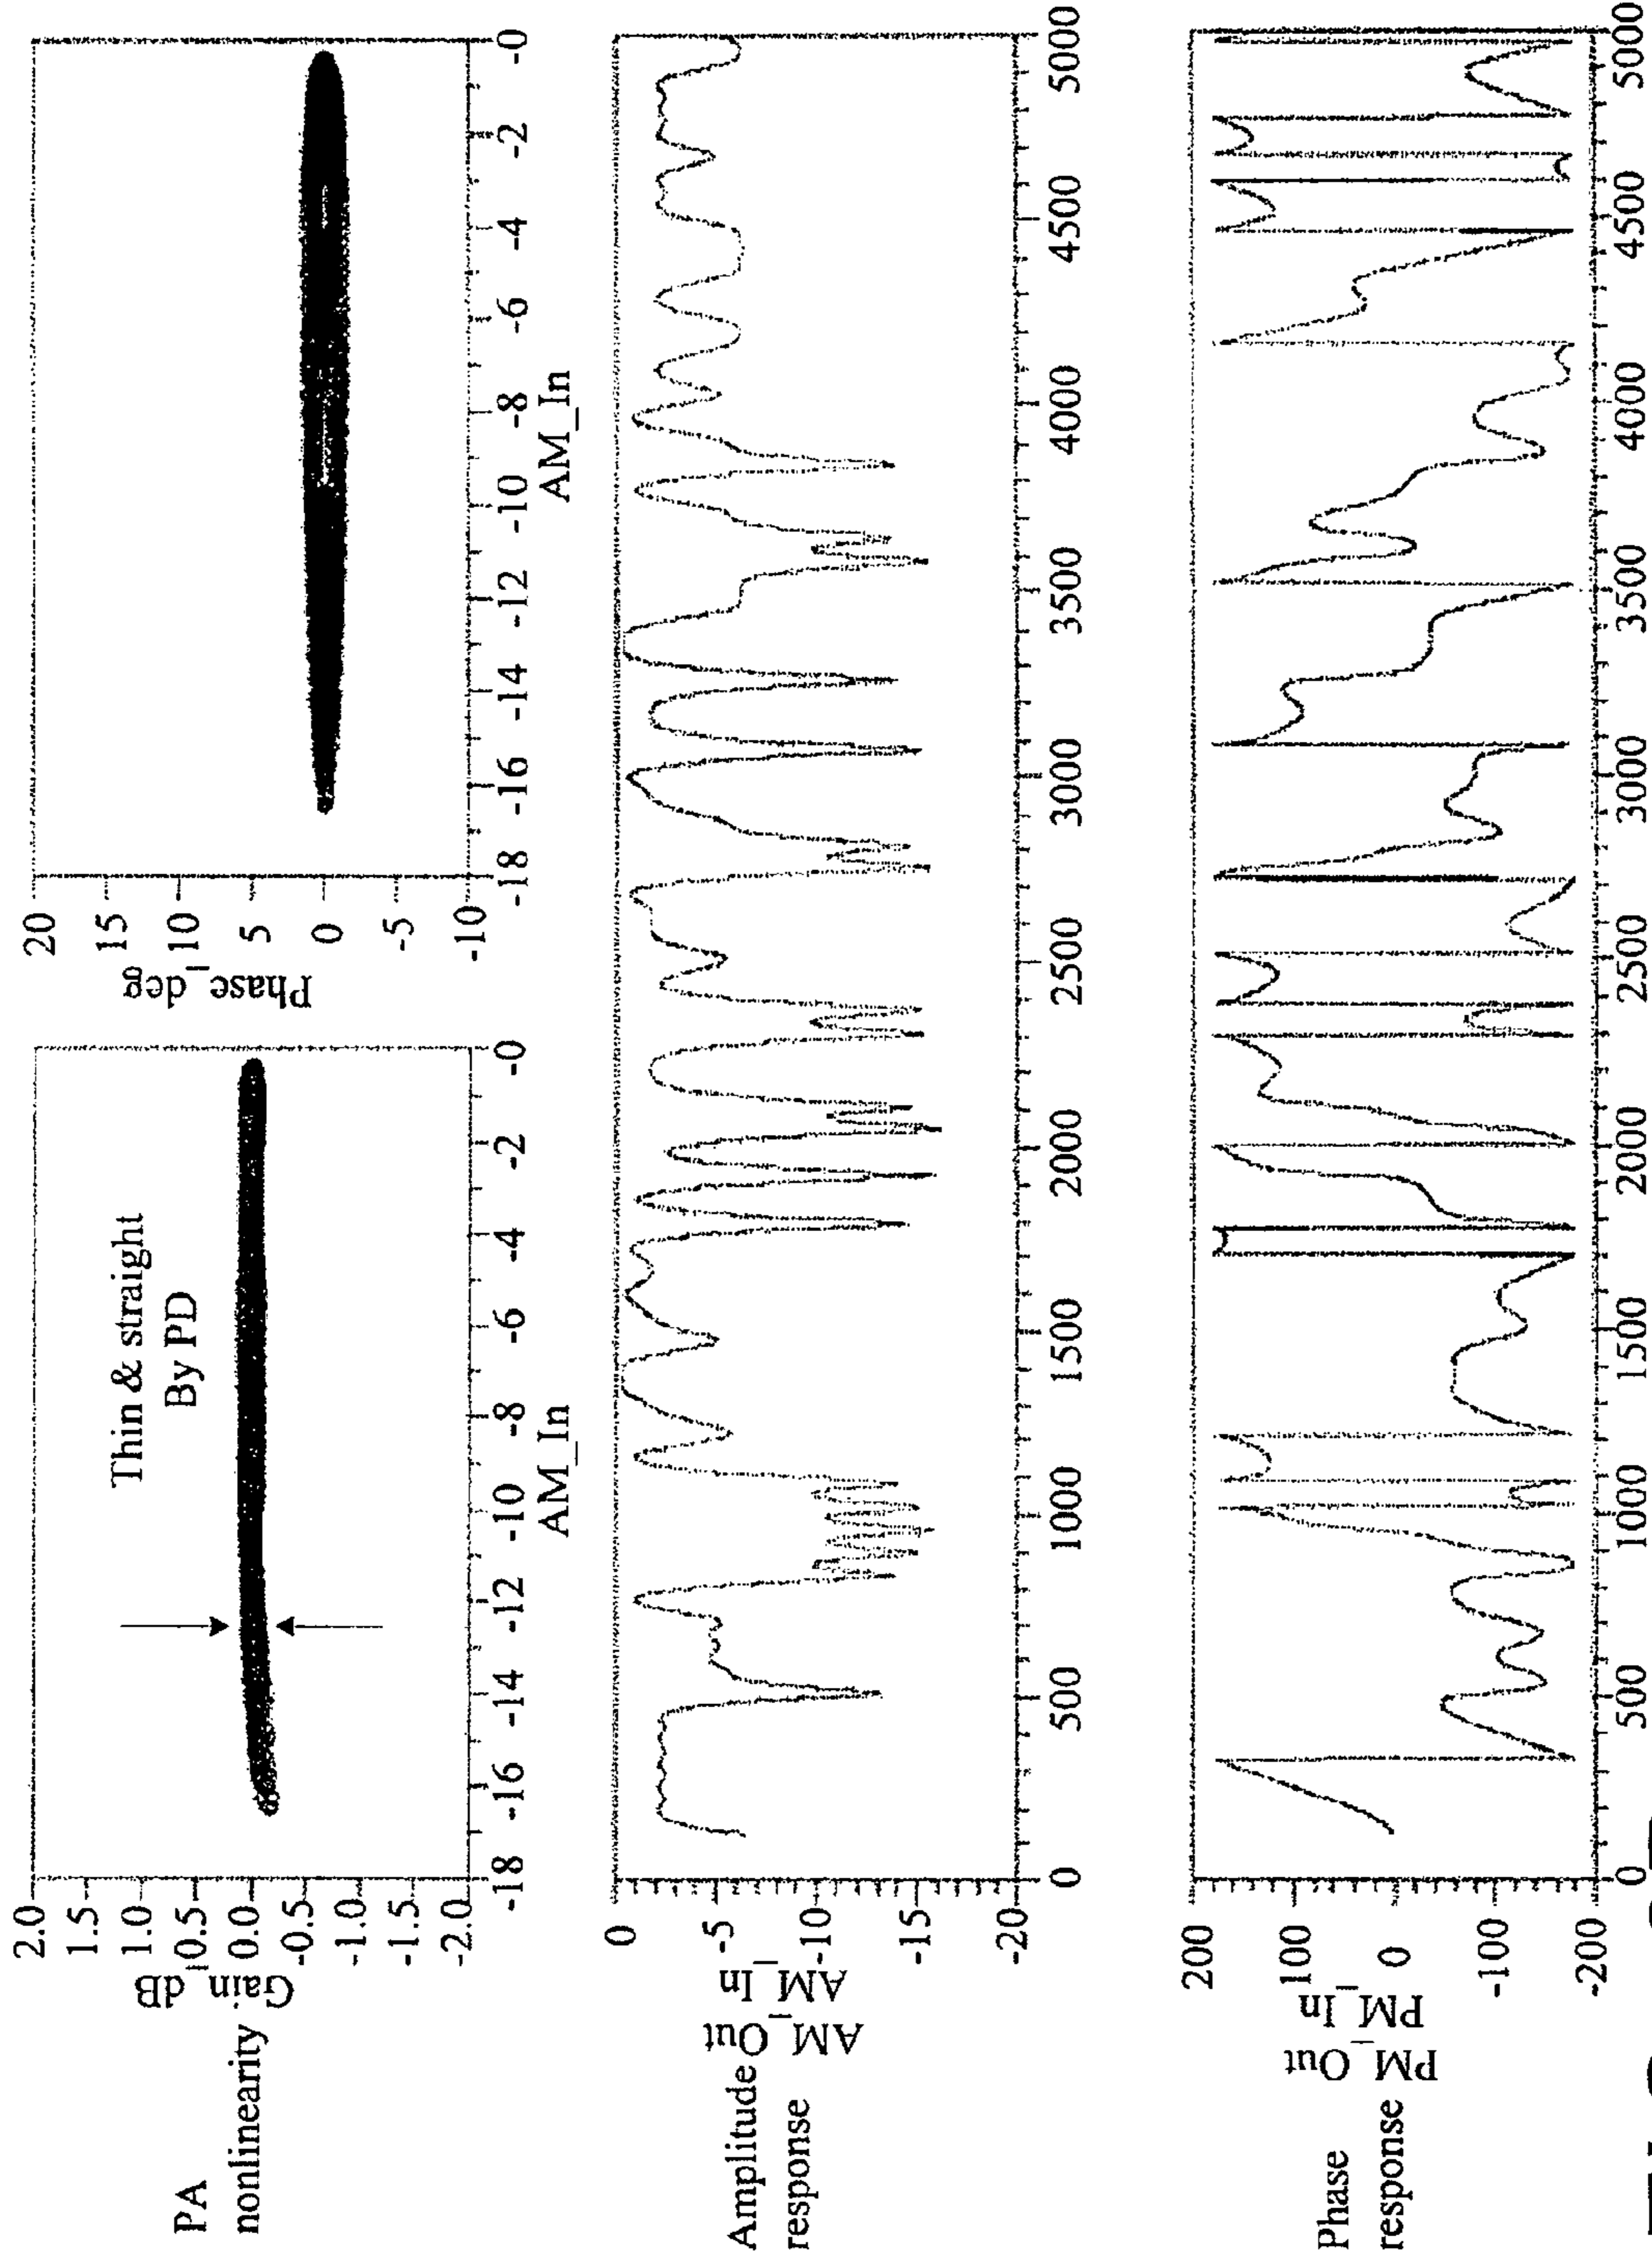 PA
nonlinearity
Gain_dB
2.0
1.5
1.0
0.5
0.0
-0.5
-1.0
-1.5
-2.0
Thin & straight
By PD
-18 -16 -14 -12 -10 -8 -6 -4 -2 -0
AM_In
Phase_deg
20
15
10
5
0
-5
-10
-18 -16 -14 -12 -10 -8 -6 -4 -2 -0
AM_In
Amplitude
response
AM_Out
AM_In
0
-5
-10
-15
-20
0 500 1000 1500 2000 2500 3000 3500 4000 4500 5000
Phase
response
PM_Out
PM_In
200
100
0
-100
-200
0 500 1000 1500 2000 2500 3000 3500 4000 4500 5000